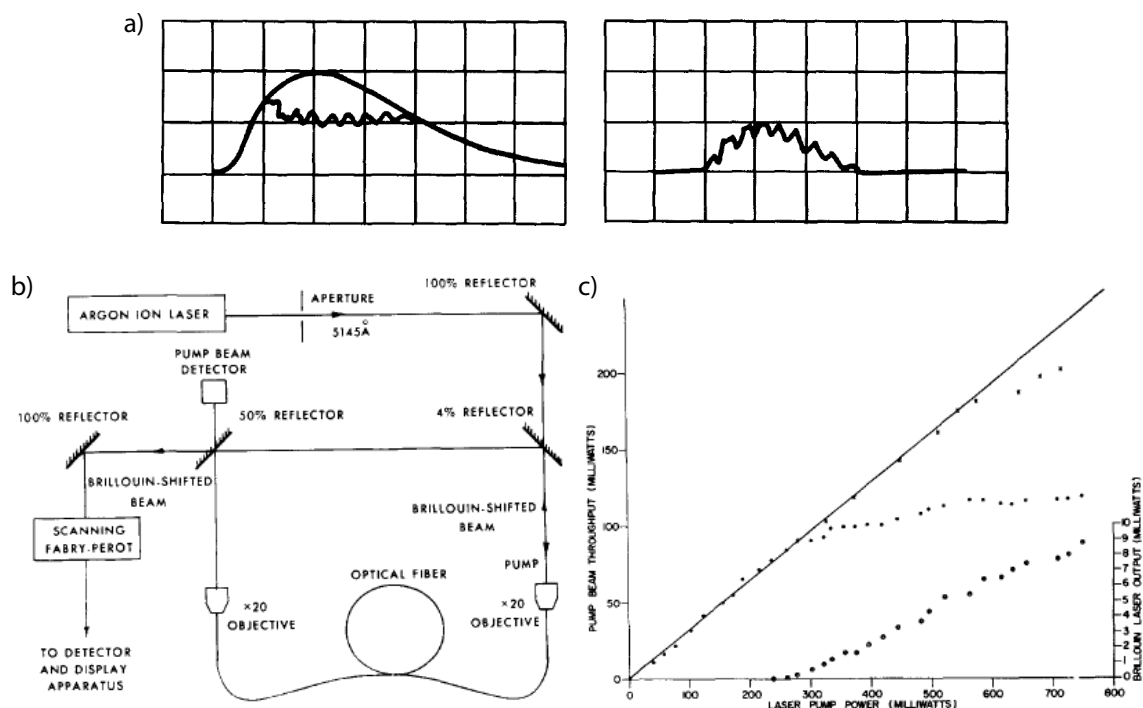 a)
b)
100% REFLECTOR
ARGON ION LASER
APERTURE
5145Å
PUMP BEAM
DETECTOR
100% REFLECTOR
50% REFLECTOR
4% REFLECTOR
BRILLOUIN-SHIFTED
BEAM
BRILLOUIN-SHIFTED
BEAM
SCANNING
FABRY-PEROT
OPTICAL FIBER
PUMP
×20
OBJECTIVE
×20
OBJECTIVE
TO DETECTOR
AND DISPLAY
APPARATUS
c)
PUMP BEAM THROUGHPUT (MILLIWATTS)
200
150
100
50
0
0
100
200
300
400
500
600
700
800
LASER PUMP POWER (MILLIWATTS)
10
9
8
7
6
5
4
3
2
1
0
BRILLOUIN LASER OUTPUT (MILLIWATTS)